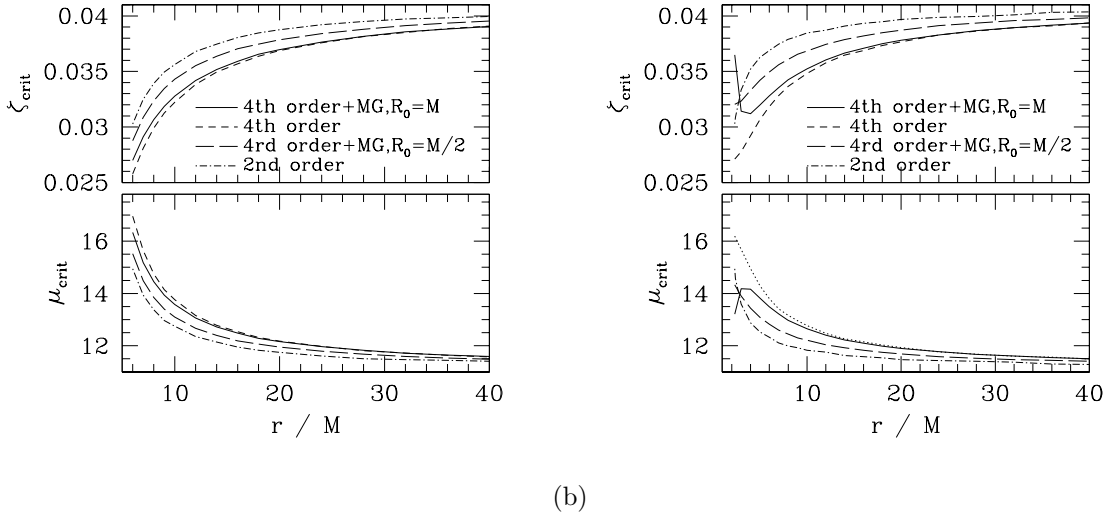 0.04
0.035
0.03
0.025
ζcrit
4th order+MG,R0=M
4th order
4rd order+MG,R0=M/2
2nd order
16
14
12
μcrit
10 20 30 40
r / M
0.04
0.035
0.03
0.025
ζcrit
4th order+MG,R0=M
4th order
4rd order+MG,R0=M/2
2nd order
16
14
12
μcrit
10 20 30 40
r / M
(b)